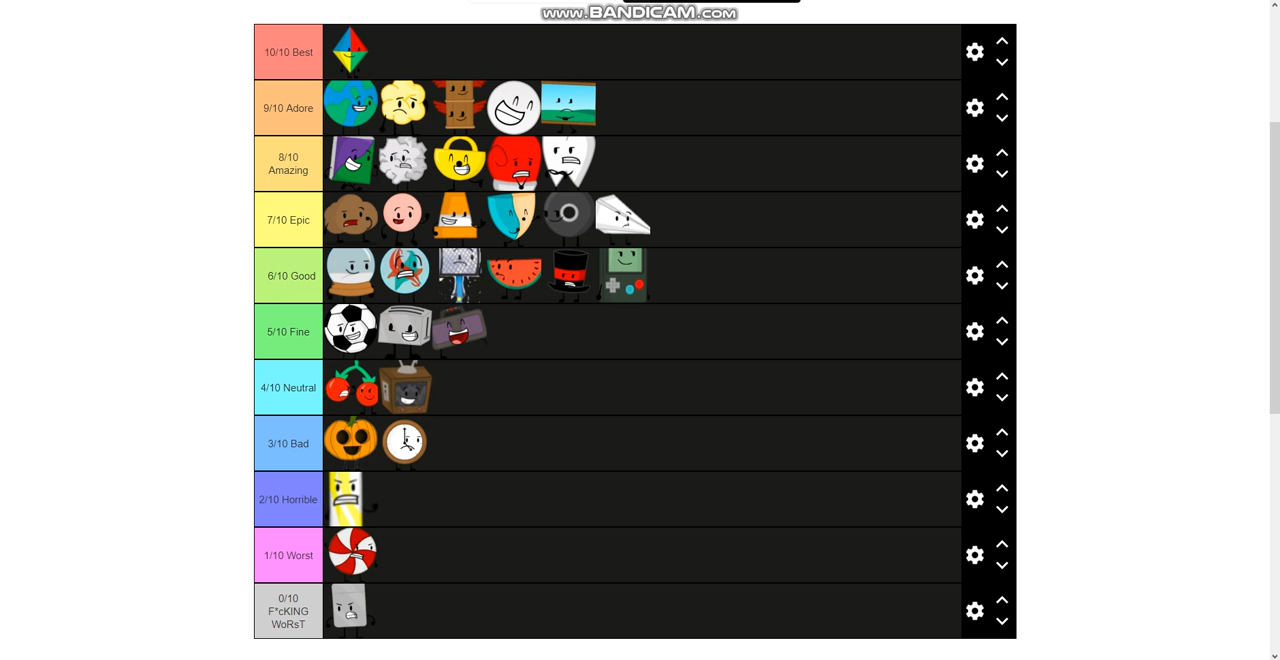 www.BANDICAM.com
10/10 Best
9/10 Adore
8/10
Amazing
7/10 Epic
6/10 Good
5/10 Fine
4/10 Neutral
3/10 Bad
2/10 Horrible
1/10 Worst
0/10
F*cKING
WoRsT